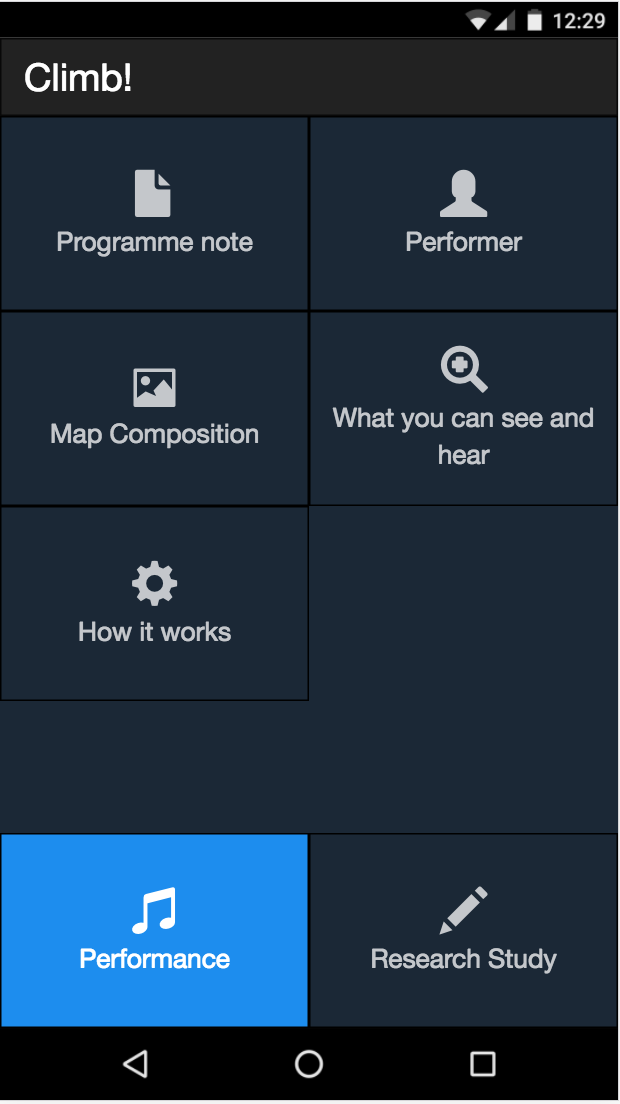 12:29
Climb!
Programme note
Performer
Map Composition
What you can see and
hear
How it works
Performance
Research Study